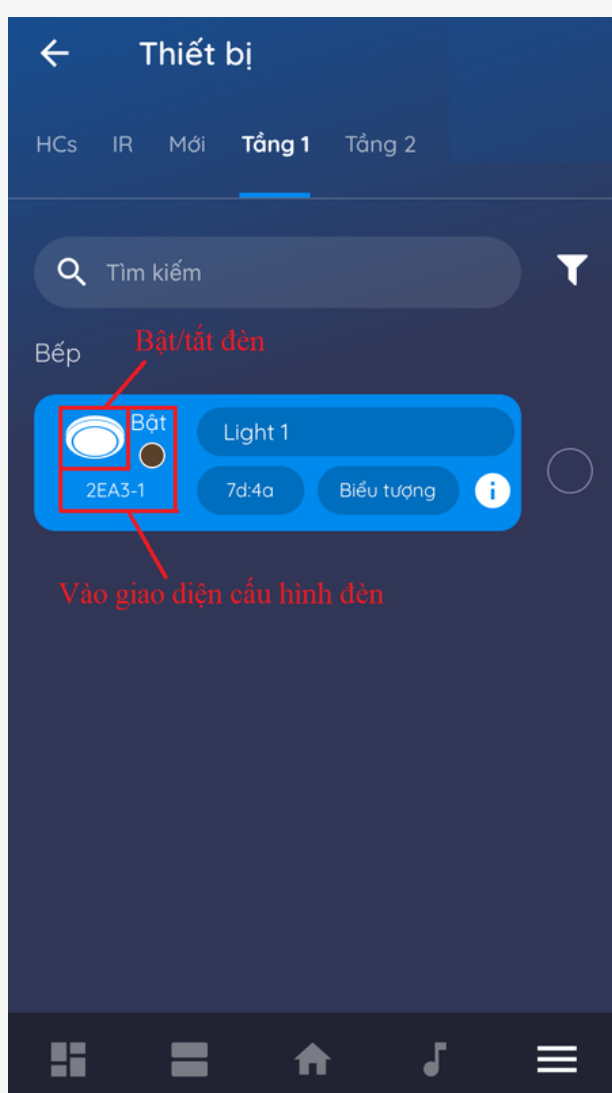 Thiết bị
HCs IR Mới Tầng 1 Tầng 2
Tìm kiếm
Bếp
Bật/tắt đèn
Bật
Light 1
2EA3-1
7d:4a
Biểu tượng
i
Vào giao diện cấu hình đèn